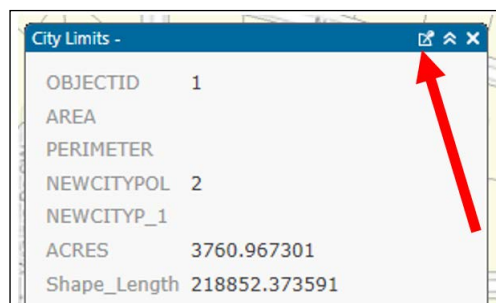 City Limits -
OBJECTID 1
AREA
PERIMETER
NEWCITYPOL 2
NEWCITYP_1
ACRES 3760.967301
Shape_Length 218852.373591